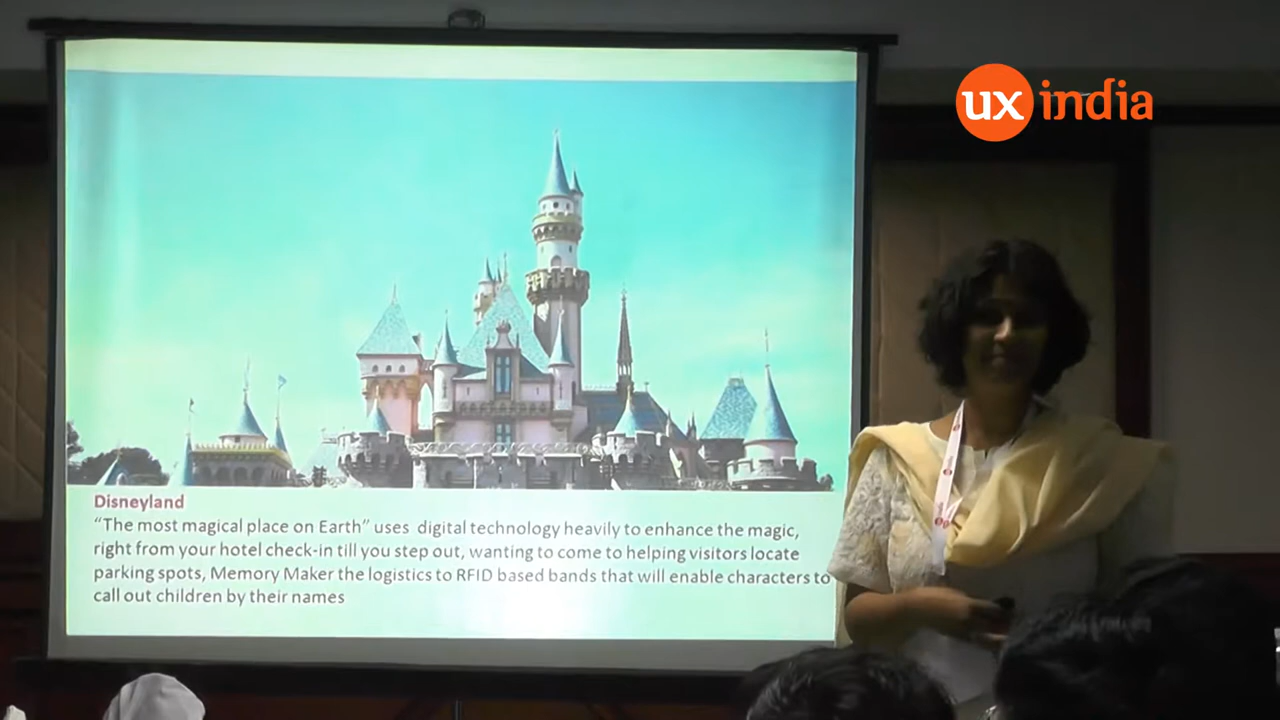 ux india
Disneyland
“The most magical place on Earth” uses digital technology heavily to enhance the magic,
right from your hotel check-in till you step out, wanting to come to helping visitors locate
parking spots, Memory Maker the logistics to RFID based bands that will enable characters to
call out children by their names